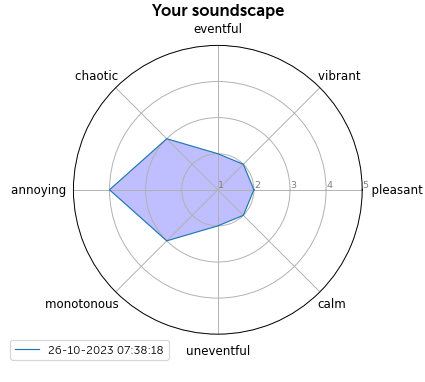 Your soundscape
eventful
chaotic
vibrant
annoying
1 2 3 4 5
pleasant
monotonous
calm
uneventful
26-10-2023 07:38:18